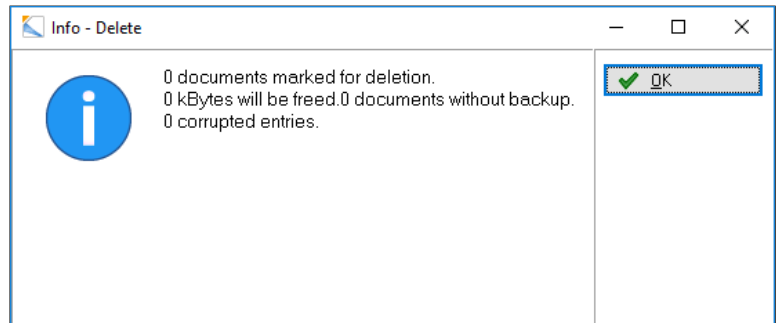 Info - Delete
0 documents marked for deletion.
0 kBytes will be freed.0 documents without backup.
0 corrupted entries.
OK